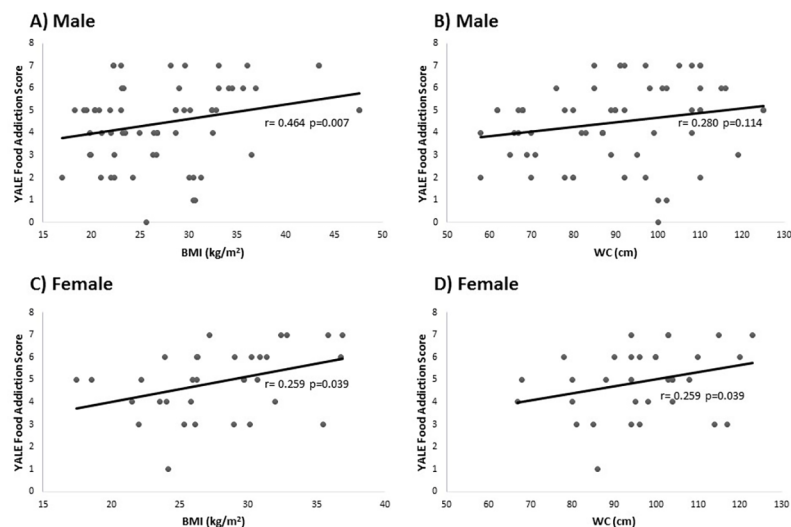 A) Male
YALE Food Addiction Score
8
7
6
5
4
3
2
1
0
r= 0.464 p=0.007
15 20 25 30 35 40 45 50
BMI (kg/m²)
B) Male
YALE Food Addiction Score
8
7
6
5
4
3
2
1
0
r= 0.280 p=0.114
50 60 70 80 90 100 110 120 130
WC (cm)
C) Female
YALE Food Addiction Score
8
7
6
5
4
3
2
1
0
r= 0.259 p=0.039
15 20 25 30 35 40
BMI (kg/m²)
D) Female
YALE Food Addiction Score
8
7
6
5
4
3
2
1
0
r= 0.259 p=0.039
50 60 70 80 90 100 110 120 130
WC (cm)